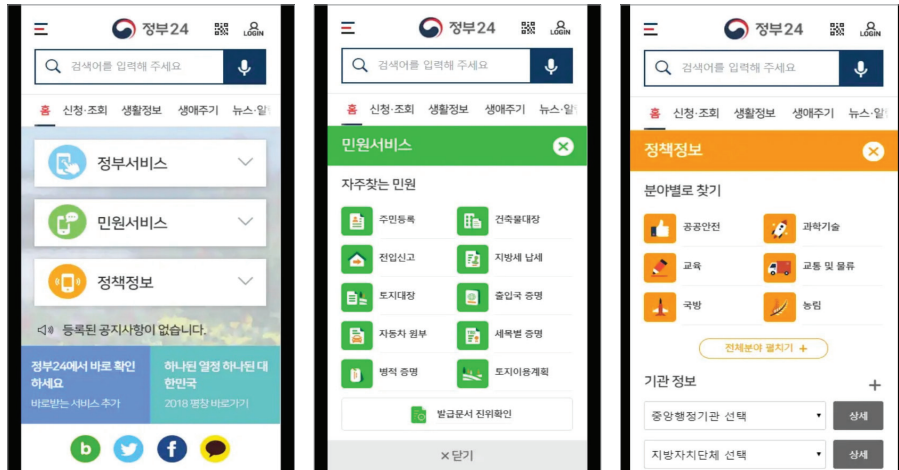 정부24
LOGIN
검색어를 입력해 주세요
홈 신청·조회 생활정보 생애주기 뉴스·알
정부서비스
민원서비스
정책정보
등록된 공지사항이 없습니다.
정부24에서 바로 확인
하세요
바로받는 서비스 추가
하나된 열정 하나된 대
한민국
2018 평창 바로가기
b
f
정부24
LOGIN
검색어를 입력해 주세요
홈 신청·조회 생활정보 생애주기 뉴스·알
민원서비스
자주찾는 민원
주민등록 건축물대장
전입신고 지방세 납세
토지대장 출입국 증명
자동차 원부 세목별 증명
병적 증명 토지이용계획
발급문서 진위확인
×닫기
정부24
LOGIN
검색어를 입력해 주세요
홈 신청·조회 생활정보 생애주기 뉴스·알
정책정보
분야별로 찾기
공공안전 과학기술
교육 교통 및 물류
국방 농림
전체분야 펼치기 +
기관 정보 +
중앙행정기관 선택 상세
지방자치단체 선택 상세